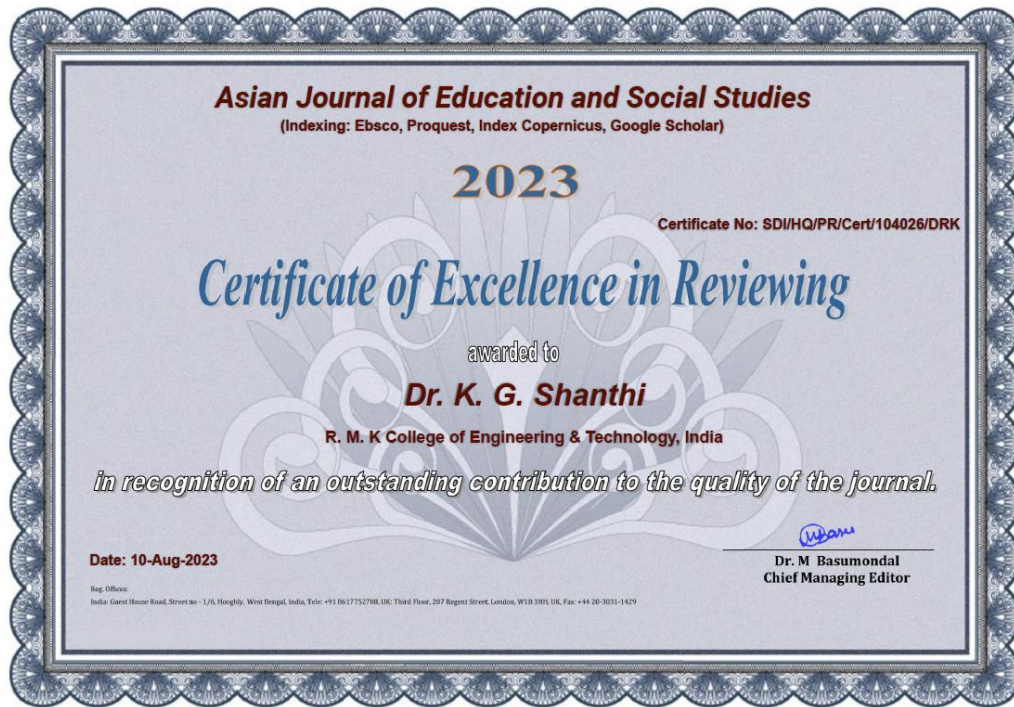 Asian Journal of Education and Social Studies
(Indexing: Ebsco, Proquest, Index Copernicus, Google Scholar)
2023
Certificate No: SDI/HQ/PR/Cert/104026/DRK
Certificate of Excellence in Reviewing
awarded to
Dr. K. G. Shanthi
R. M. K College of Engineering & Technology, India
in recognition of an outstanding contribution to the quality of the journal.
Date: 10-Aug-2023
Dr. M Basumondal
Chief Managing Editor
Reg. Offices:
India: Guest House Road, Street no - 1/6, Hooghly, West Bengal, India, Tele: +91 8617752708, UK: Third Floor, 207 Regent Street, London, W1B 3HH, UK, Fax: +44 20-3031-1429